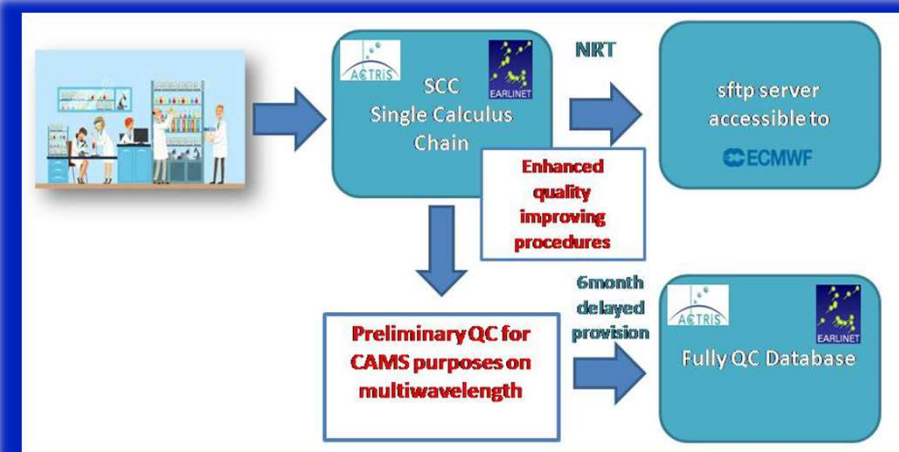 ACTRiS
EARLINET
SCC
Single Calculus
Chain
NRT
sftp server
accessible to
ECMWF
Enhanced
quality
improving
procedures
6month
delayed
provision
Preliminary QC for
CAMS purposes on
multiwavelength
ACTRiS
EARLINET
Fully QC Database